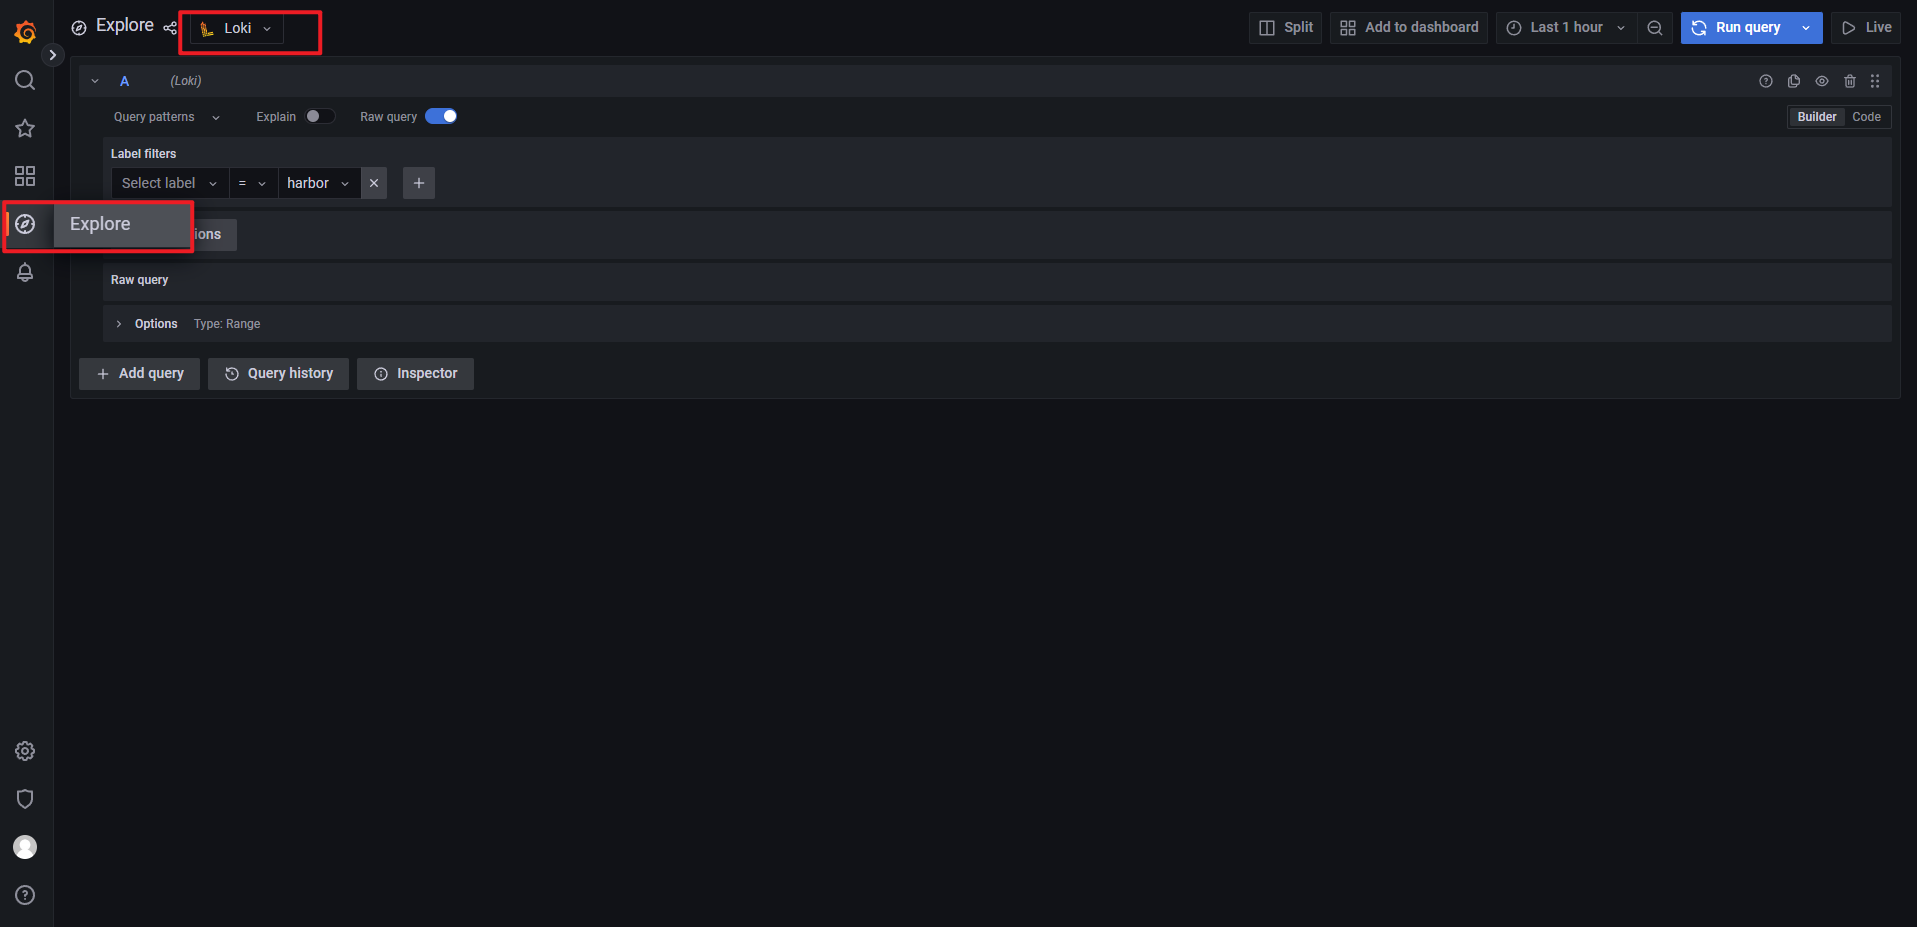 Explore Loki Split Add to dashboard Last 1 hour Run query Live
A (Loki)
Query patterns Explain Raw query Builder Code
Label filters
Select label = harbor
Explore
ions
Raw query
Options Type: Range
Add query Query history Inspector